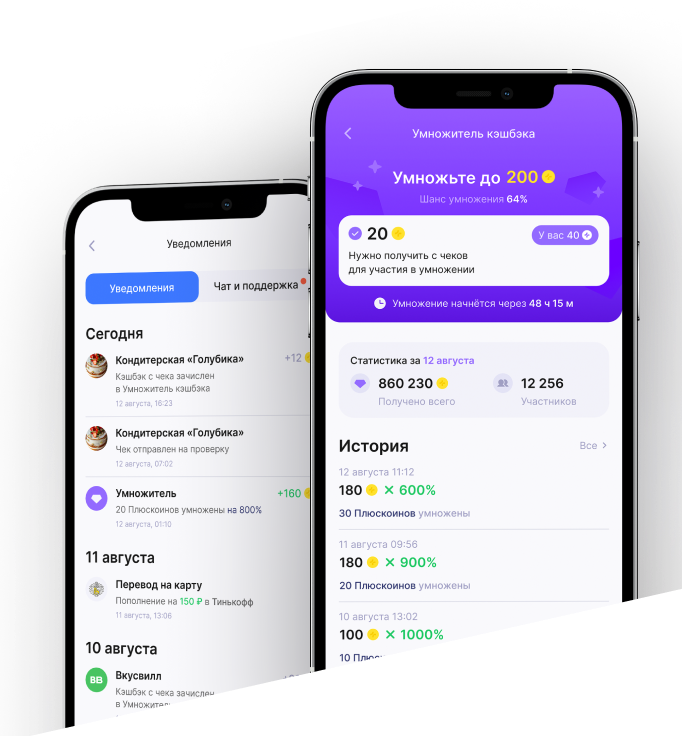 Уведомления
Уведомления
Чат и поддержка
Сегодня
Кондитерская «Голубика»
+12
Кэшбэк с чека зачислен
в Умножитель кэшбэка
12 августа, 16:23
Кондитерская «Голубика»
Чек отправлен на проверку
12 августа, 07:02
Умножитель
+160
20 Плюскоинов умножены на 800%
12 августа, 01:10
11 августа
Перевод на карту
Пополнение на 150 ₽ в Тинькофф
11 августа, 13:06
10 августа
ВВ
Вкусвилл
Кэшбэк с чека зачислен
в Умножитель
Умножитель кэшбэка
Умножьте до 200
Шанс умножения 64%
20
У вас 40
Нужно получить с чеков
для участия в умножении
Умножение начнётся через 48 ч 15 м
Статистика за 12 августа
860 230
Получено всего
12 256
Участников
История
Все
12 августа 11:12
180 × 600%
30 Плюскоинов умножены
11 августа 09:56
180 × 900%
20 Плюскоинов умножены
10 августа 13:02
100 × 1000%
10